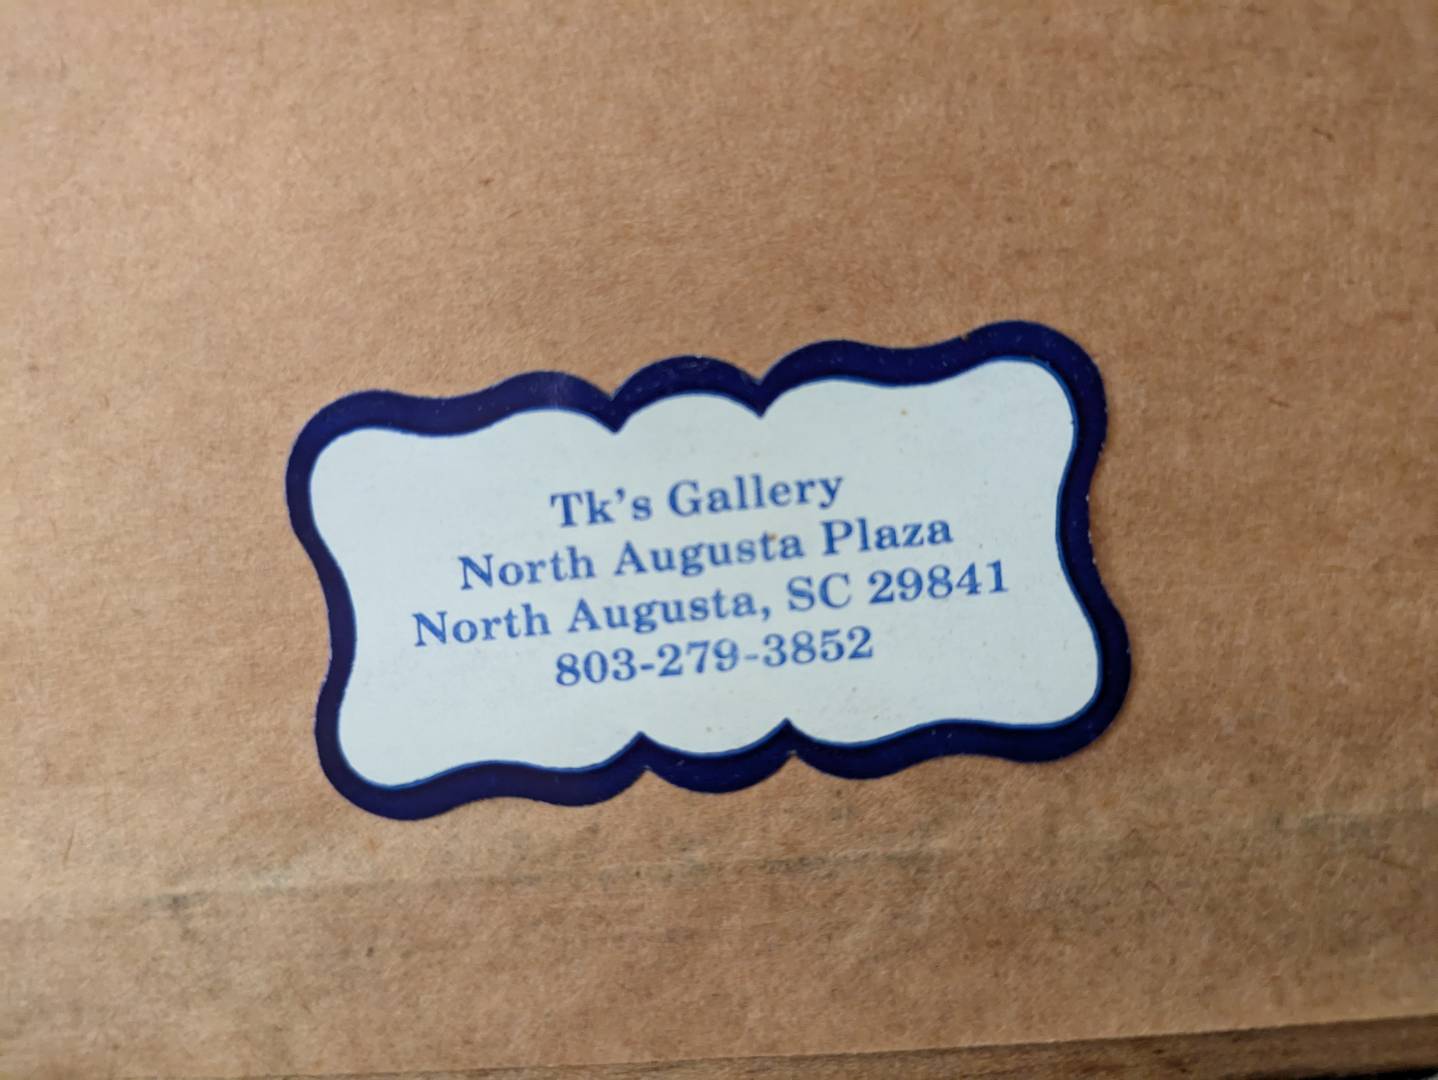 Tk's Gallery
North Augusta Plaza
North Augusta, SC 29841
803-279-3852